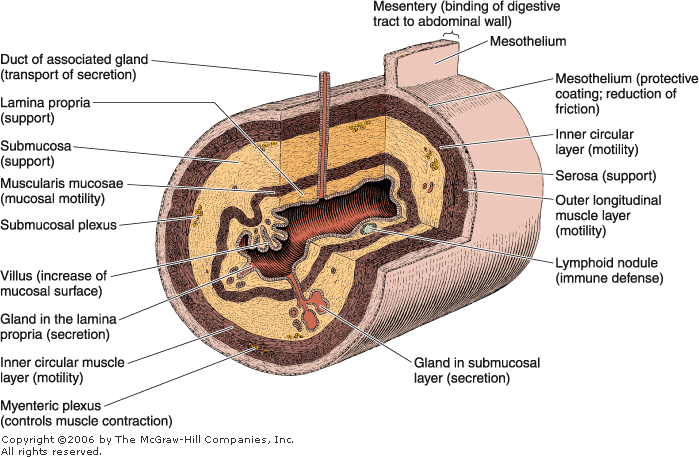 Mesentery (binding of digestive
tract to abdominal wall)
Mesothelium
Duct of associated gland
(transport of secretion)
Lamina propria
(support)
Submucosa
(support)
Muscularis mucosae
(mucosal motility)
Submucosal plexus
Villus (increase of
mucosal surface)
Gland in the lamina
propria (secretion)
Inner circular muscle
layer (motility)
Myenteric plexus
(controls muscle contraction)
Mesothelium (protective
coating; reduction of
friction)
Inner circular
layer (motility)
Serosa (support)
Outer longitudinal
muscle layer
(motility)
Lymphoid nodule
(immune defense)
Gland in submucosal
layer (secretion)
Copyright ©2006 by The McGraw-Hill Companies, Inc.
All rights reserved.